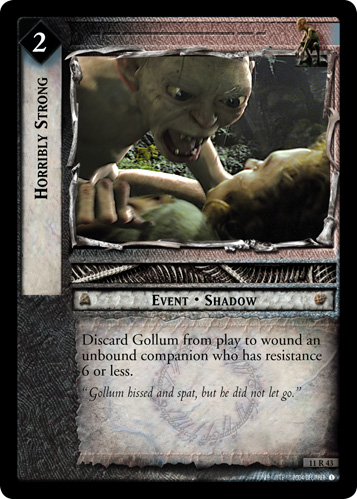 2
HORRIBLY STRONG
EVENT • SHADOW
Discard Gollum from play to wound an
unbound companion who has resistance
6 or less.
"Gollum hissed and spat, but he did not let go."
11 R 43